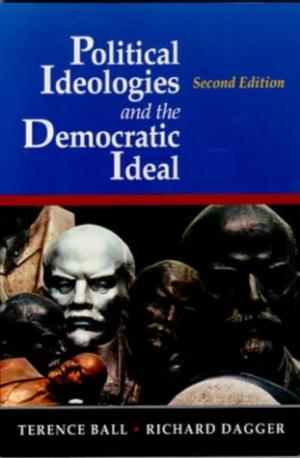 Political
Ideologies
and the
Democratic
Ideal
Second Edition
TERENCE BALL • RICHARD DAGGER